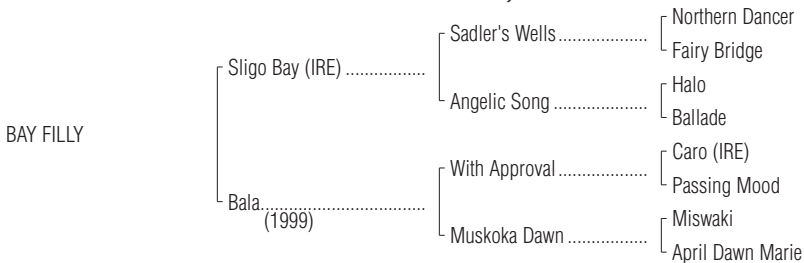 Northern Dancer
Sadler's Wells....................
Fairy Bridge
Sligo Bay (IRE) .................
Halo
Angelic Song .....................
Ballade
BAY FILLY
Caro (IRE)
With Approval....................
Passing Mood
Bala...................................
(1999)
Miswaki
Muskoka Dawn ..................
April Dawn Marie